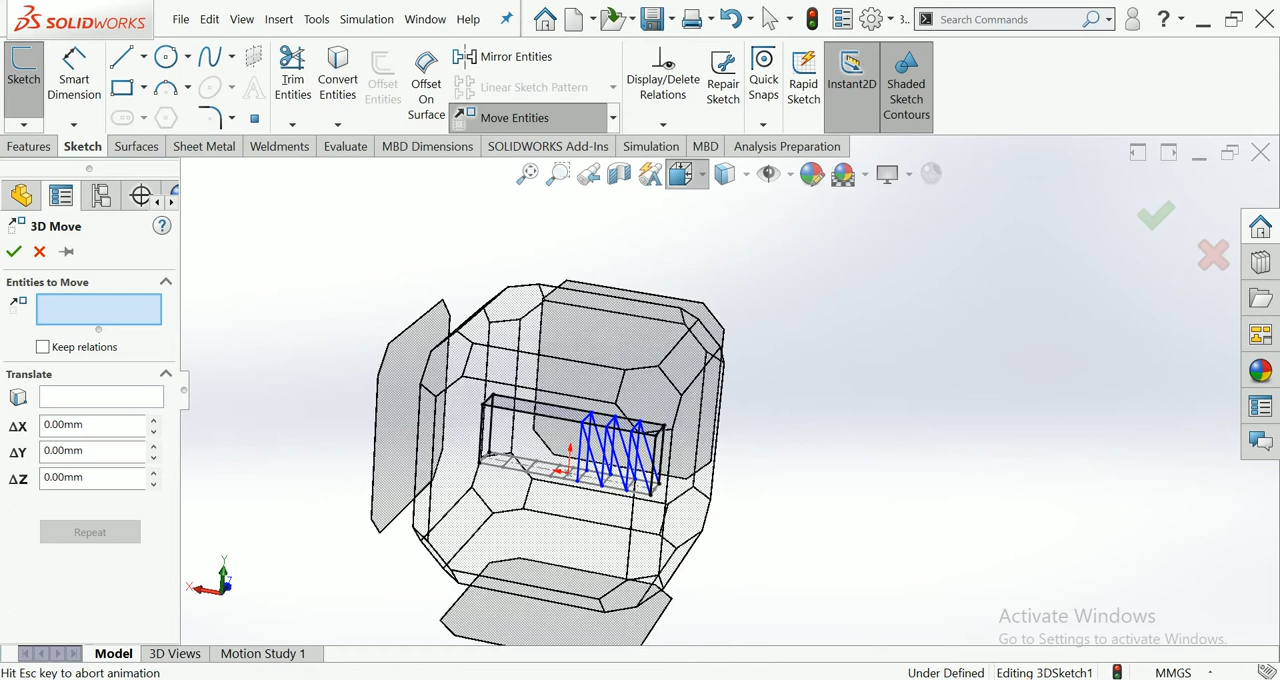 SOLIDWORKS File Edit View Insert Tools Simulation Window Help 3.. Search Commands ?
Sketch Smart Dimension Trim Entities Convert Entities Offset Entities Offset On Surface Mirror Entities Linear Sketch Pattern Move Entities Display/Delete Relations Repair Sketch Quick Snaps Rapid Sketch Instant2D Shaded Sketch Contours
Features Sketch Surfaces Sheet Metal Weldments Evaluate MBD Dimensions SOLIDWORKS Add-Ins Simulation MBD Analysis Preparation
3D Move ?
Entities to Move
Keep relations
Translate
ΔX 0.00mm
ΔY 0.00mm
ΔZ 0.00mm
Repeat
Y
X Z
Activate Windows
Go to Settings to activate Windows.
Model 3D Views Motion Study 1
Hit Esc key to abort animation Under Defined Editing 3DSketch1 MMGS